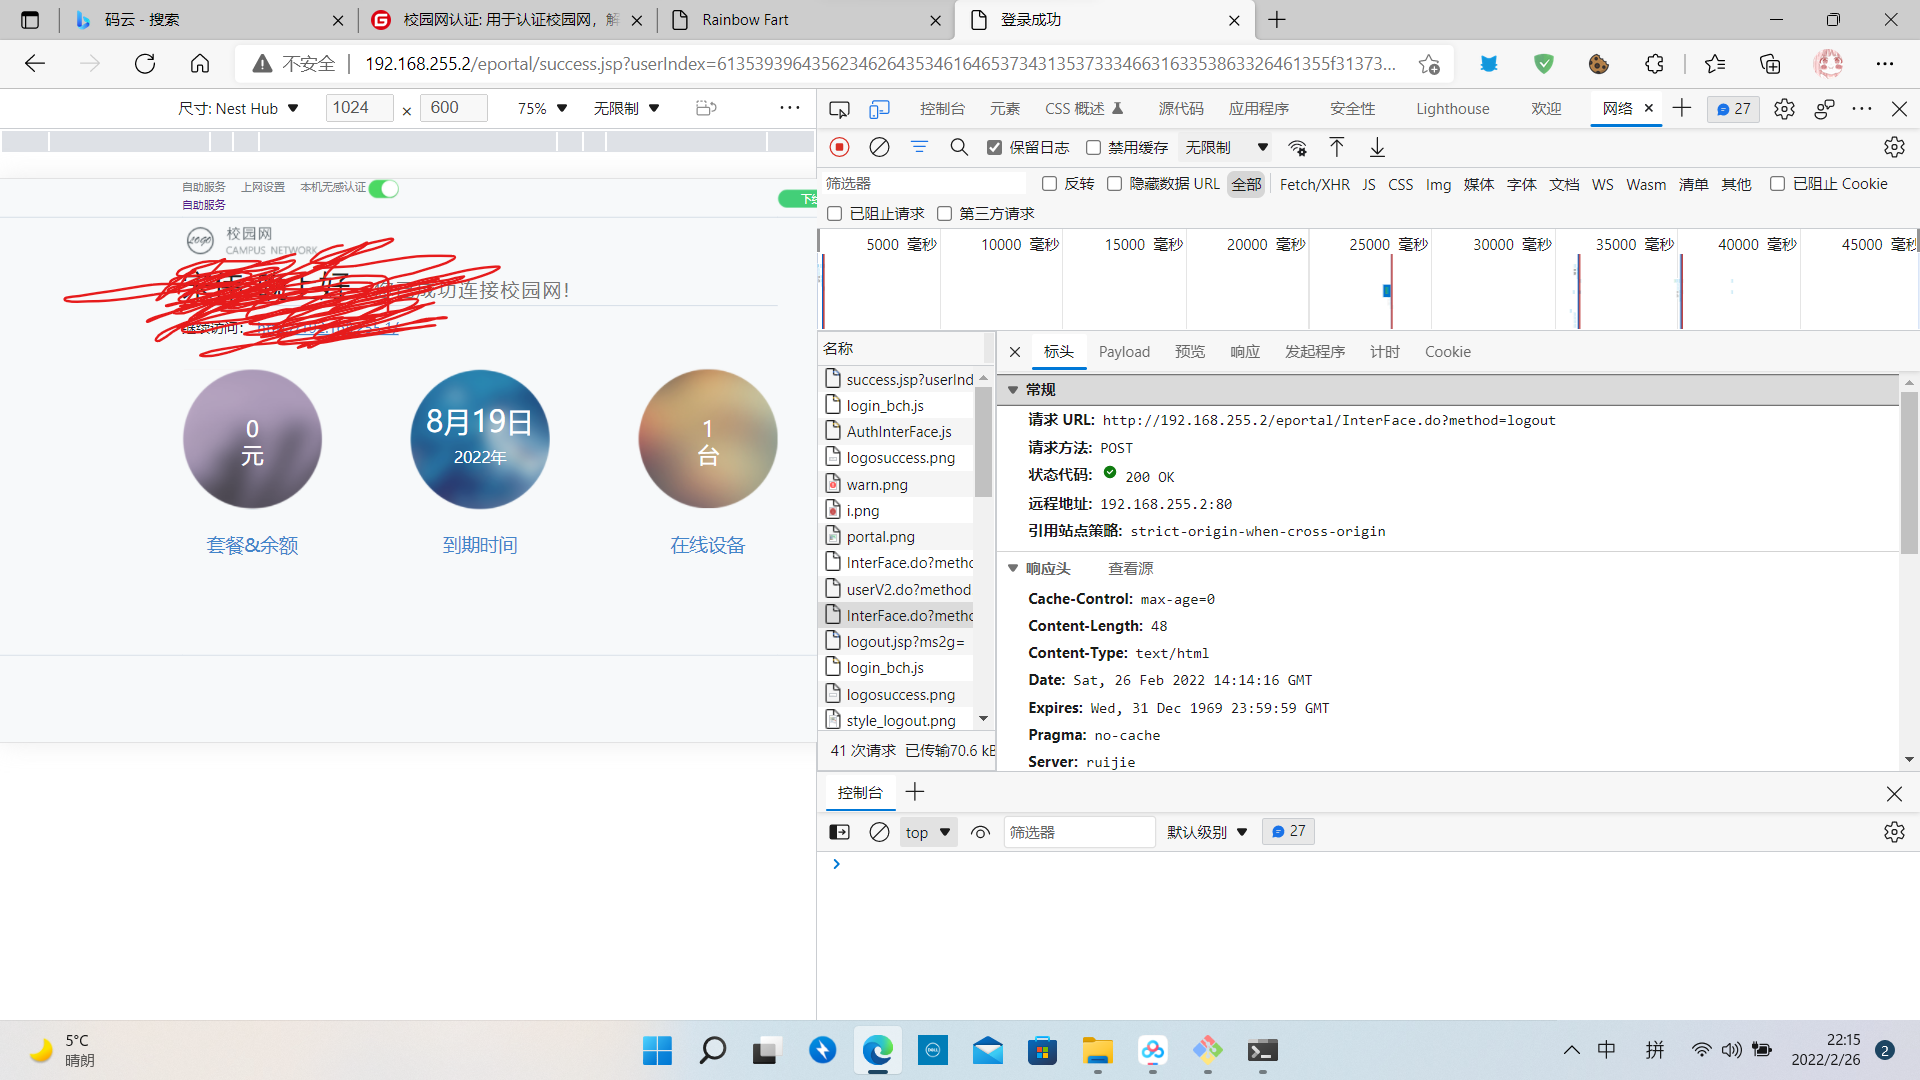 码云 - 搜索
校园网认证: 用于认证校园网，解
Rainbow Fart
登录成功
不安全
192.168.255.2/eportal/success.jsp?userIndex=
尺寸: Nest Hub
1024
×
600
75%
无限制
控制台
元素
CSS 概述
源代码
应用程序
安全性
Lighthouse
欢迎
网络
27
保留日志
禁用缓存
无限制
筛选器
反转
隐藏数据 URL
全部
Fetch/XHR
JS
CSS
Img
媒体
字体
文档
WS
Wasm
清单
其他
已阻止 Cookie
已阻止请求
第三方请求
5000 毫秒
10000 毫秒
15000 毫秒
20000 毫秒
25000 毫秒
30000 毫秒
35000 毫秒
40000 毫秒
45000 毫秒
自助服务
上网设置
本机无感认证
自助服务
LOGO
校园网
CAMPUS NETWORK
成功连接校园网!
继续访问:
0
元
8月19日
2022年
1
台
套餐&余额
到期时间
在线设备
名称
success.jsp?userInd
login_bch.js
AuthInterFace.js
logosuccess.png
warn.png
i.png
portal.png
InterFace.do?metho
userV2.do?method
InterFace.do?metho
logout.jsp?ms2g=
login_bch.js
logosuccess.png
style_logout.png
41 次请求
已传输70.6 kB
标头
Payload
预览
响应
发起程序
计时
Cookie
常规
请求 URL: http://192.168.255.2/eportal/InterFace.do?method=logout
请求方法: POST
状态代码: 200 OK
远程地址: 192.168.255.2:80
引用站点策略: strict-origin-when-cross-origin
响应头
查看源
Cache-Control: max-age=0
Content-Length: 48
Content-Type: text/html
Date: Sat, 26 Feb 2022 14:14:16 GMT
Expires: Wed, 31 Dec 1969 23:59:59 GMT
Pragma: no-cache
Server: ruijie
控制台
top
筛选器
默认级别
27
5°C
晴朗
DELL
中
拼
22:15
2022/2/26
2